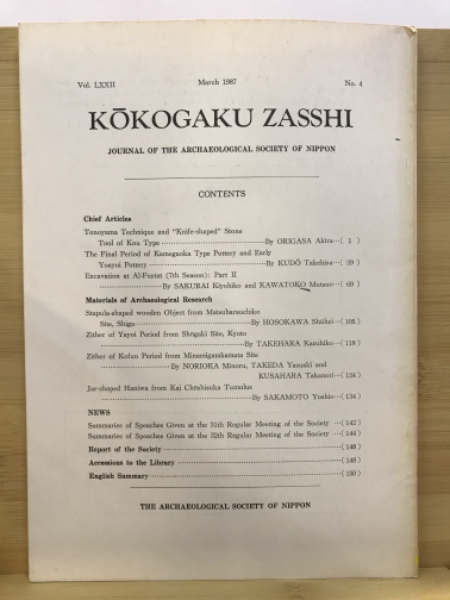 Vol. LXXII March 1987 No. 4
KŌKOGAKU ZASSHI
JOURNAL OF THE ARCHAEOLOGICAL SOCIETY OF NIPPON
CONTENTS
Chief Articles
Tonoyama Technique and "Knife-shaped" Stone
Tool of Kou Type By ORIGASA Akira ( 1 )
The Final Period of Kamegaoka Type Pottery and Early
Yayoi Pottery By KUDŌ Takehisa ( 39 )
Excavation at Al-Fustat (7th Season): Part II
By SAKURAI Kiyohiko and KAWATOKO Mutsuo ( 69 )
Materials of Archaeological Research
Stapula-shaped wooden Object from Matsubarauchiko
Site, Shiga By HOSOKAWA Shūhei ( 105 )
Zither of Yayoi Period from Shōgaki Site, Kyoto
By TAKEHARA Kazuhiko ( 118 )
Zither of Kofun Period from Minamigatakamata Site
By NORIOKA Minoru, TAKEDA Yasushi and
KUSAHARA Takanori ( 124 )
Jar-shaped Haniwa from Kai Chōshizuka Tumulus
By SAKAMOTO Yoshio ( 134 )
NEWS
Summaries of Speaches Given at the 31th Regular Meeting of the Society ( 142 )
Summaries of Speaches Given at the 32th Regular Meeting of the Society ( 144 )
Report of the Society ( 148 )
Accessions to the Library ( 148 )
English Summary ( 150 )
THE ARCHAEOLOGICAL SOCIETY OF NIPPON